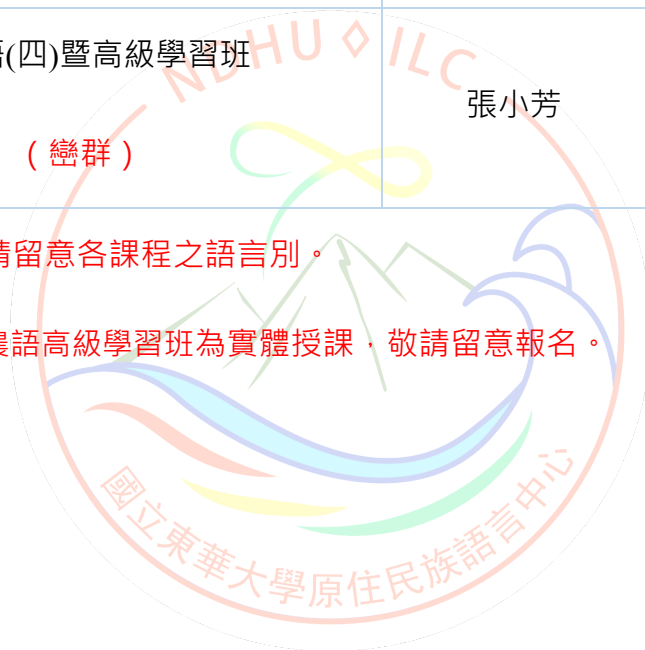 (四)暨高級學習班
張小芳
(巒群)
請留意各課程之語言別。
農語高級學習班為實體授課，敬請留意報名。
NDHU ◇ ILC
國立東華大學原住民族語言中心